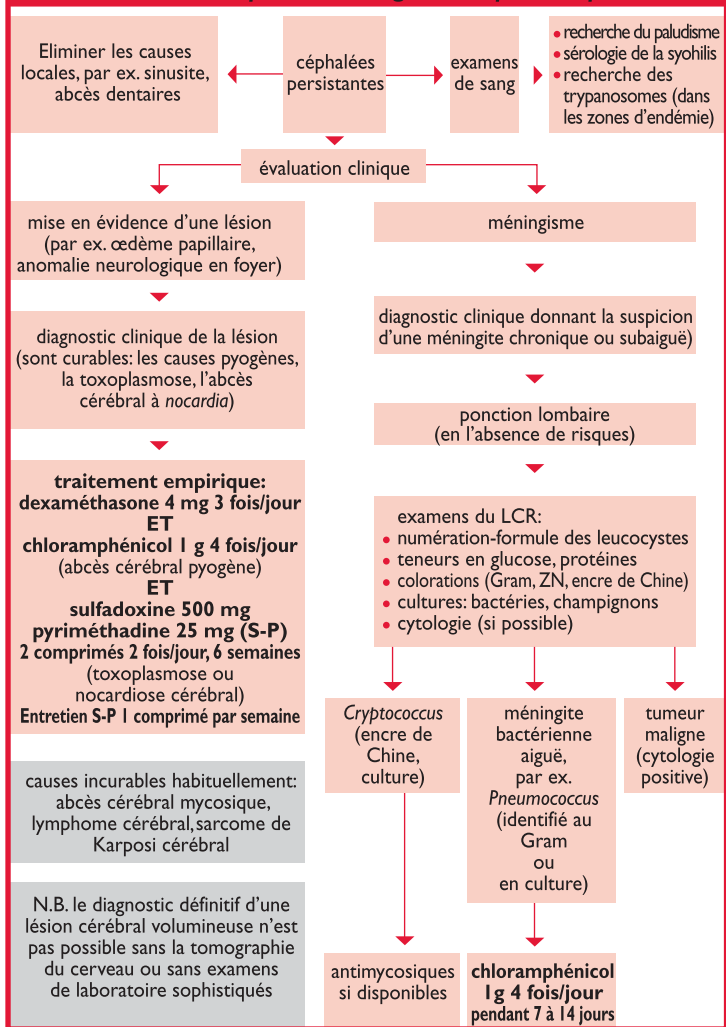 Eliminer les causes
locales, par ex. sinusite,
abcès dentaires
céphalées
persistantes
examens
de sang
• recherche du paludisme
• sérologie de la syohilis
• recherche des
trypanosomes (dans
les zones d’endémie)
évaluation clinique
mise en évidence d’une lésion
(par ex. œdème papillaire,
anomalie neurologique en foyer)
diagnostic clinique de la lésion
(sont curables: les causes pyogènes,
la toxoplasmose, l’abcès
cérébral à nocardia)
traitement empirique:
dexaméthasone 4 mg 3 fois/jour
ET
chloramphénicol 1 g 4 fois/jour
(abcès cérébral pyogène)
ET
sulfadoxine 500 mg
pyriméthadine 25 mg (S-P)
2 comprimés 2 fois/jour, 6 semaines
(toxoplasmose ou
nocardiose cérébral)
Entretien S-P 1 comprimé par semaine
causes incurables habituellement:
abcès cérébral mycosique,
lymphome cérébral, sarcome de
Karposi cérébral
N.B. le diagnostic définitif d’une
lésion cérébral volumineuse n’est
pas possible sans la tomographie
du cerveau ou sans examens
de laboratoire sophistiqués
méningisme
diagnostic clinique donnant la suspicion
d’une méningite chronique ou subaiguë)
ponction lombaire
(en l’absence de risques)
examens du LCR:
• numération-formule des leucocystes
• teneurs en glucose, protéines
• colorations (Gram, ZN, encre de Chine)
• cultures: bactéries, champignons
• cytologie (si possible)
Cryptococcus
(encre de
Chine,
culture)
antimycosiques
si disponibles
méningite
bactérienne
aiguë,
par ex.
Pneumococcus
(identifié au
Gram
ou
en culture)
chloramphénicol
1g 4 fois/jour
pendant 7 à 14 jours
tumeur
maligne
(cytologie
positive)